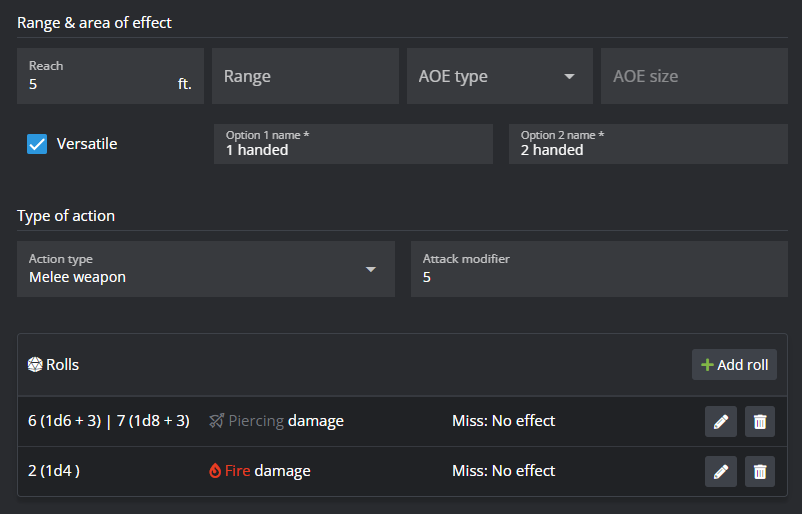 Range & area of effect
Reach
5 ft.
Range
AOE type
AOE size
Versatile
Option 1 name *
1 handed
Option 2 name *
2 handed
Type of action
Action type
Melee weapon
Attack modifier
5
Rolls
Add roll
6 (1d6 + 3) | 7 (1d8 + 3) Piercing damage Miss: No effect
2 (1d4 ) Fire damage Miss: No effect